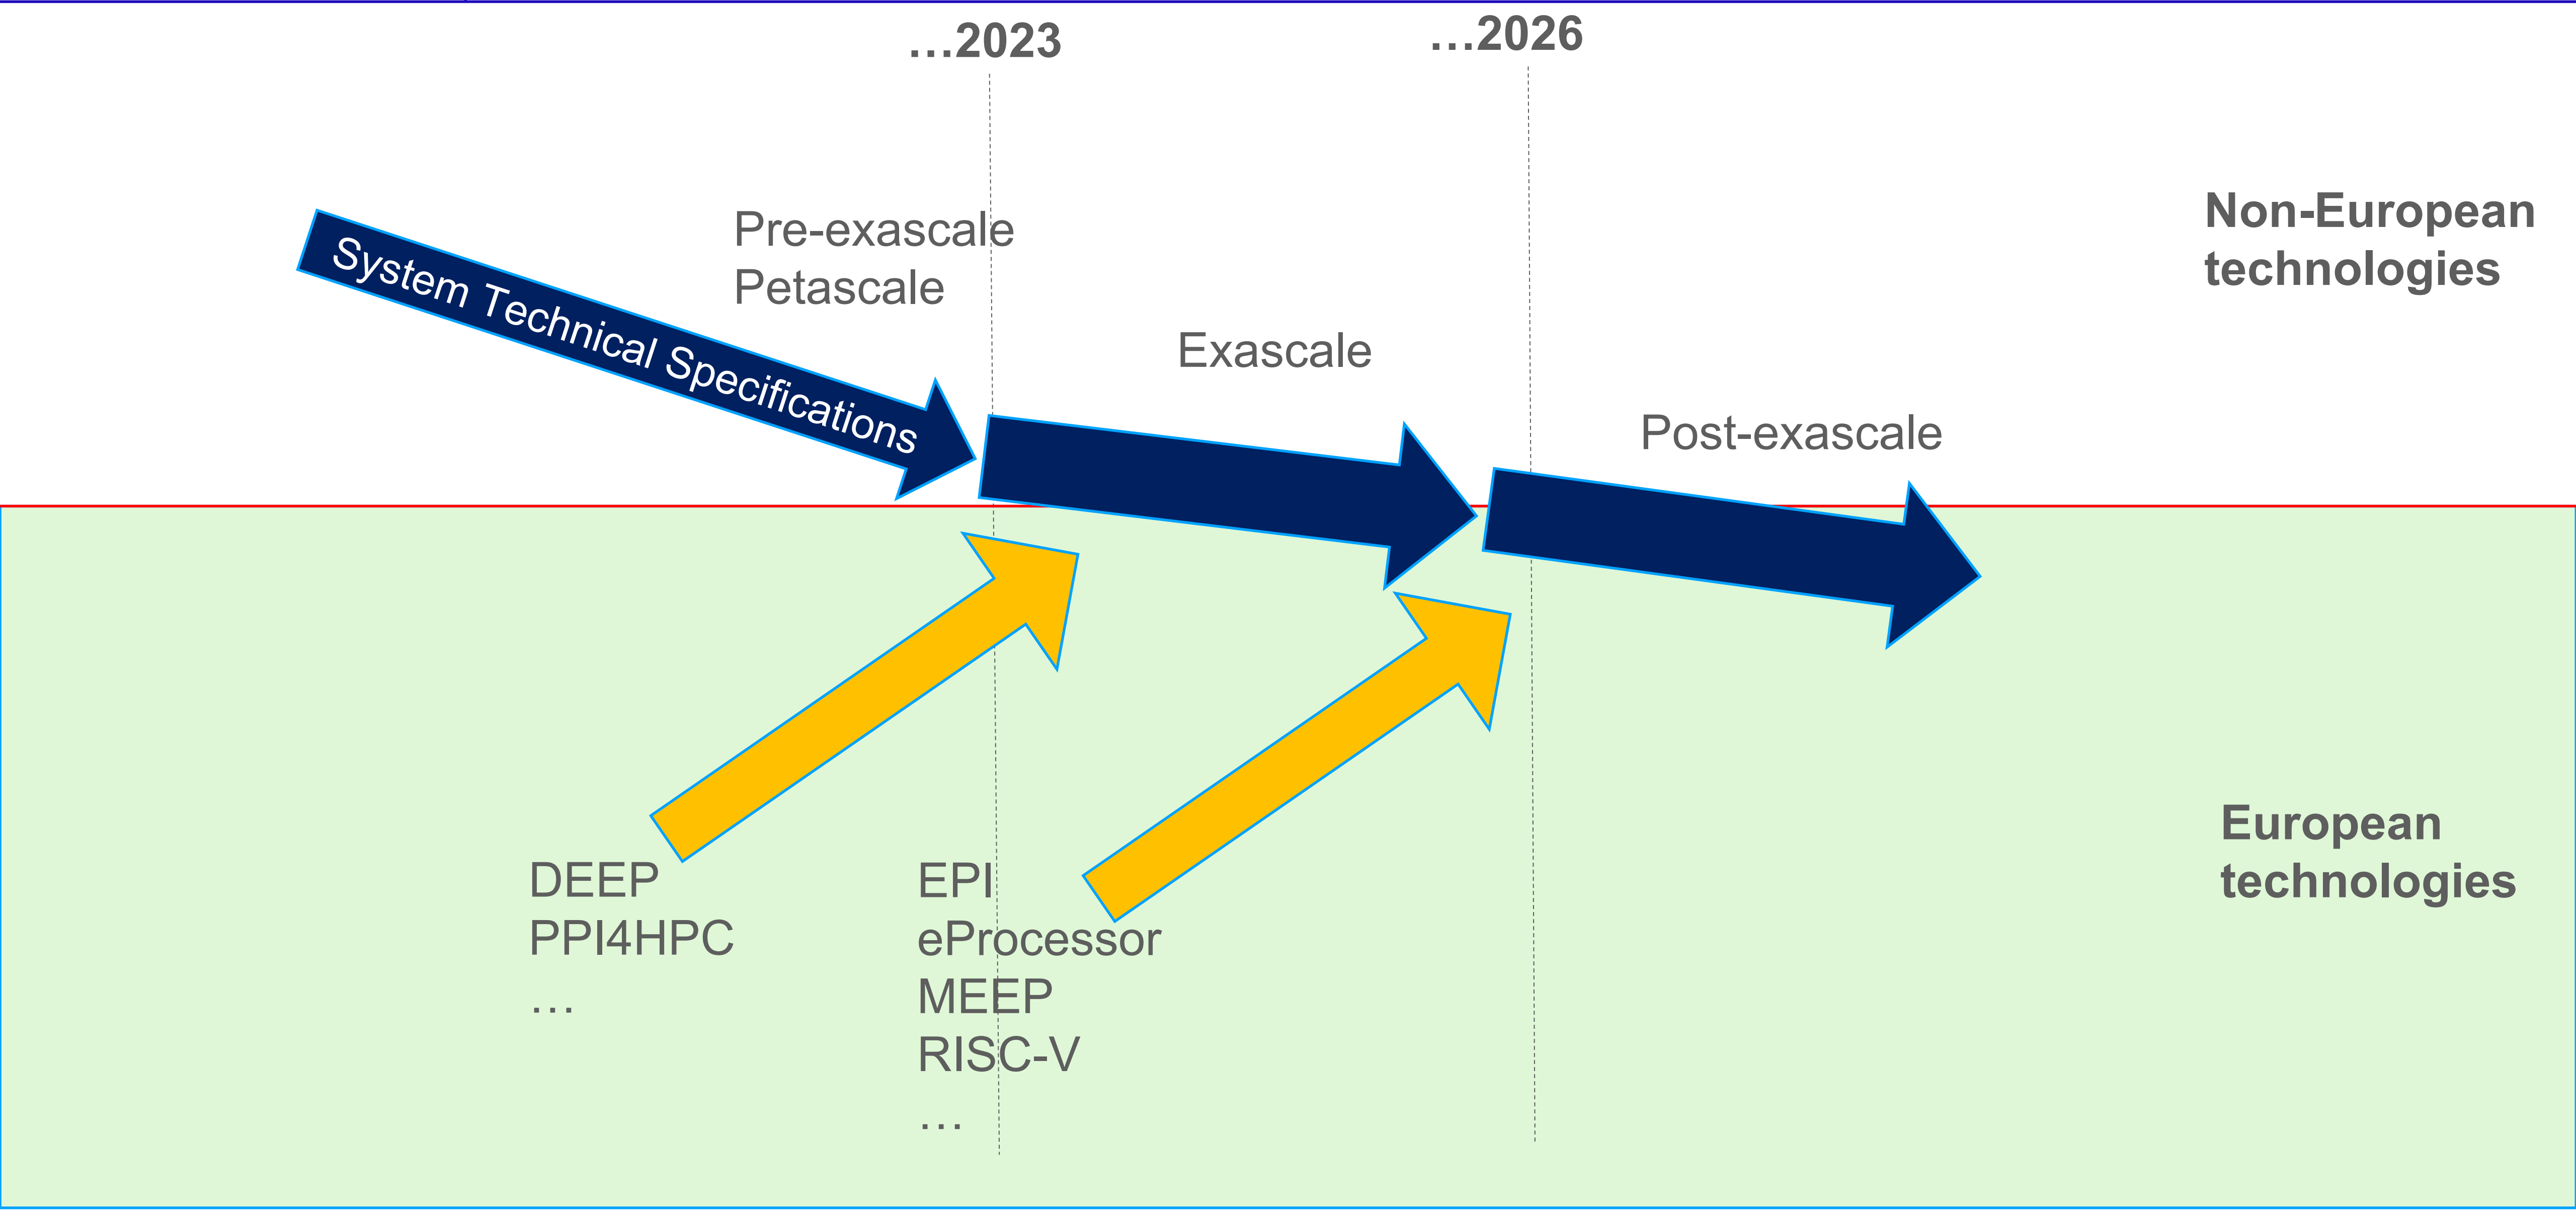 …2023
…2026
Pre-exascale
Petascale
Non-European
technologies
System Technical Specifications
Exascale
Post-exascale
European
technologies
DEEP
PPI4HPC
…
EPI
eProcessor
MEEP
RISC-V
…